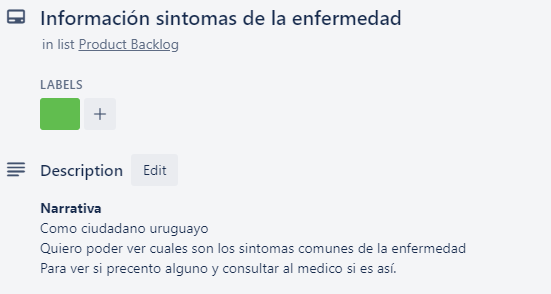 Información sintomas de la enfermedad
in list Product Backlog
LABELS
+
Description Edit
Narrativa
Como ciudadano uruguayo
Quiero poder ver cuales son los sintomas comunes de la enfermedad
Para ver si precento alguno y consultar al medico si es así.